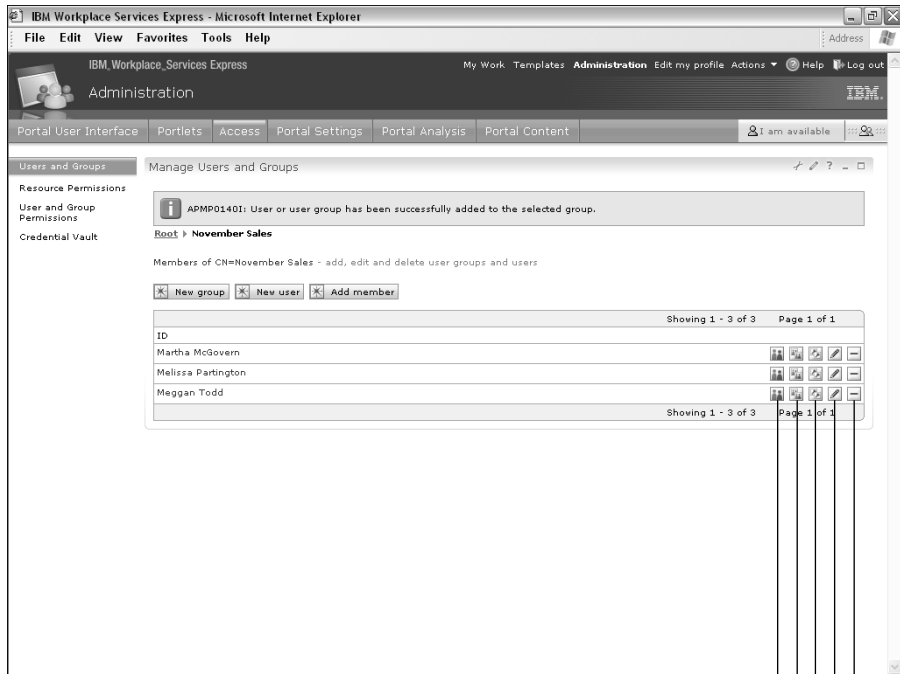 IBM Workplace Services Express - Microsoft Internet Explorer
File Edit View Favorites Tools Help
Address
IBM_Workplace_Services Express
My Work Templates Administration Edit my profile Actions Help Log out
Administration
IBM.
Portal User Interface Portlets Access Portal Settings Portal Analysis Portal Content
I am available
Users and Groups
Manage Users and Groups
Resource Permissions
User and Group
Permissions
Credential Vault
APMP0140I: User or user group has been successfully added to the selected group.
Root November Sales
Members of CN=November Sales - add, edit and delete user groups and users
New group New user Add member
Showing 1 - 3 of 3 Page 1 of 1
ID
Martha McGovern
Melissa Partington
Meggan Todd
Showing 1 - 3 of 3 Page 1 of 1